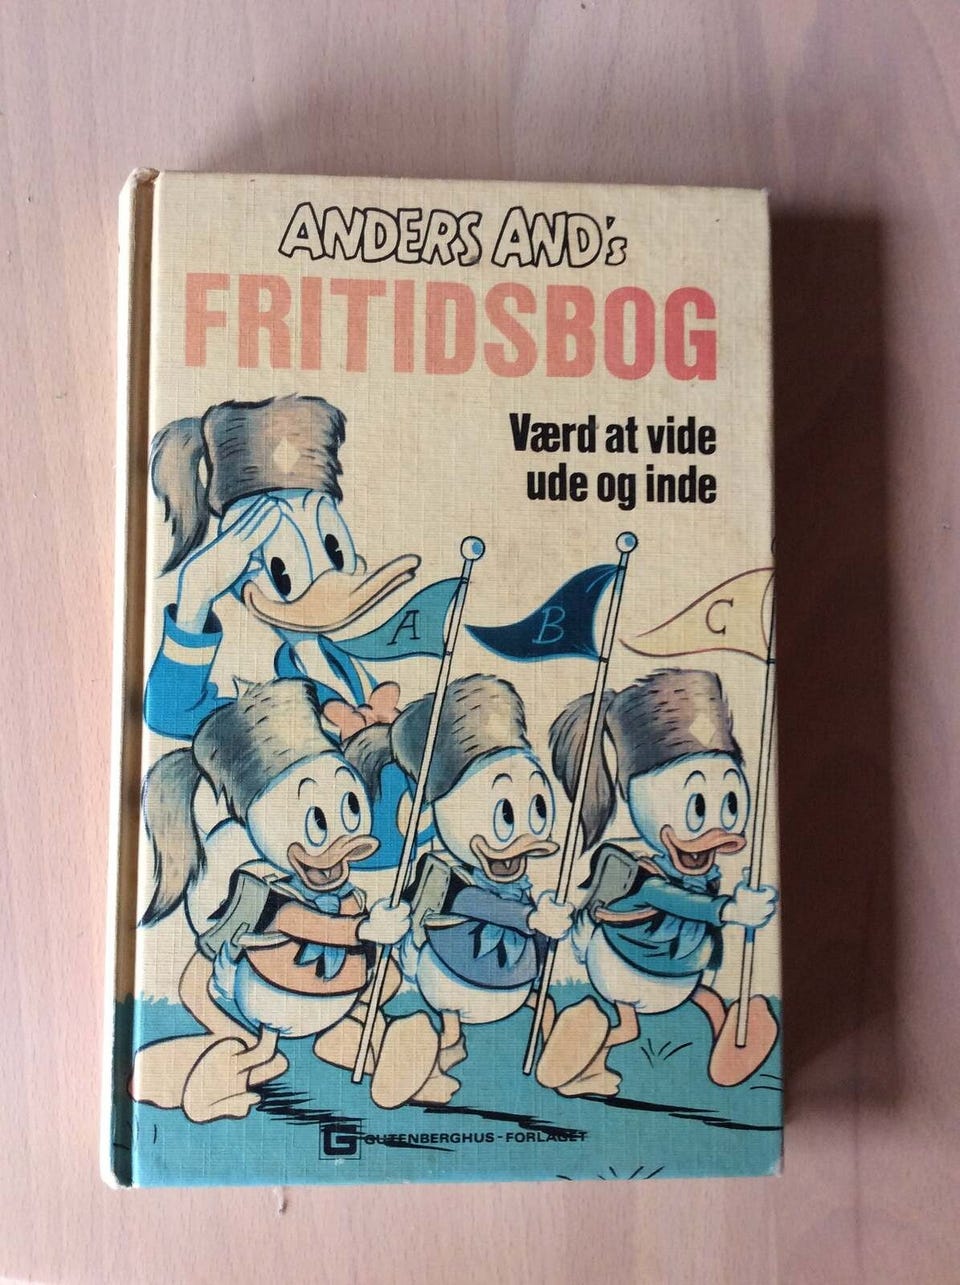 ANDERS AND's
FRITIDSBOG
Værd at vide
ude og inde
A B C
G GUTENBERGHUS-FORLAGET